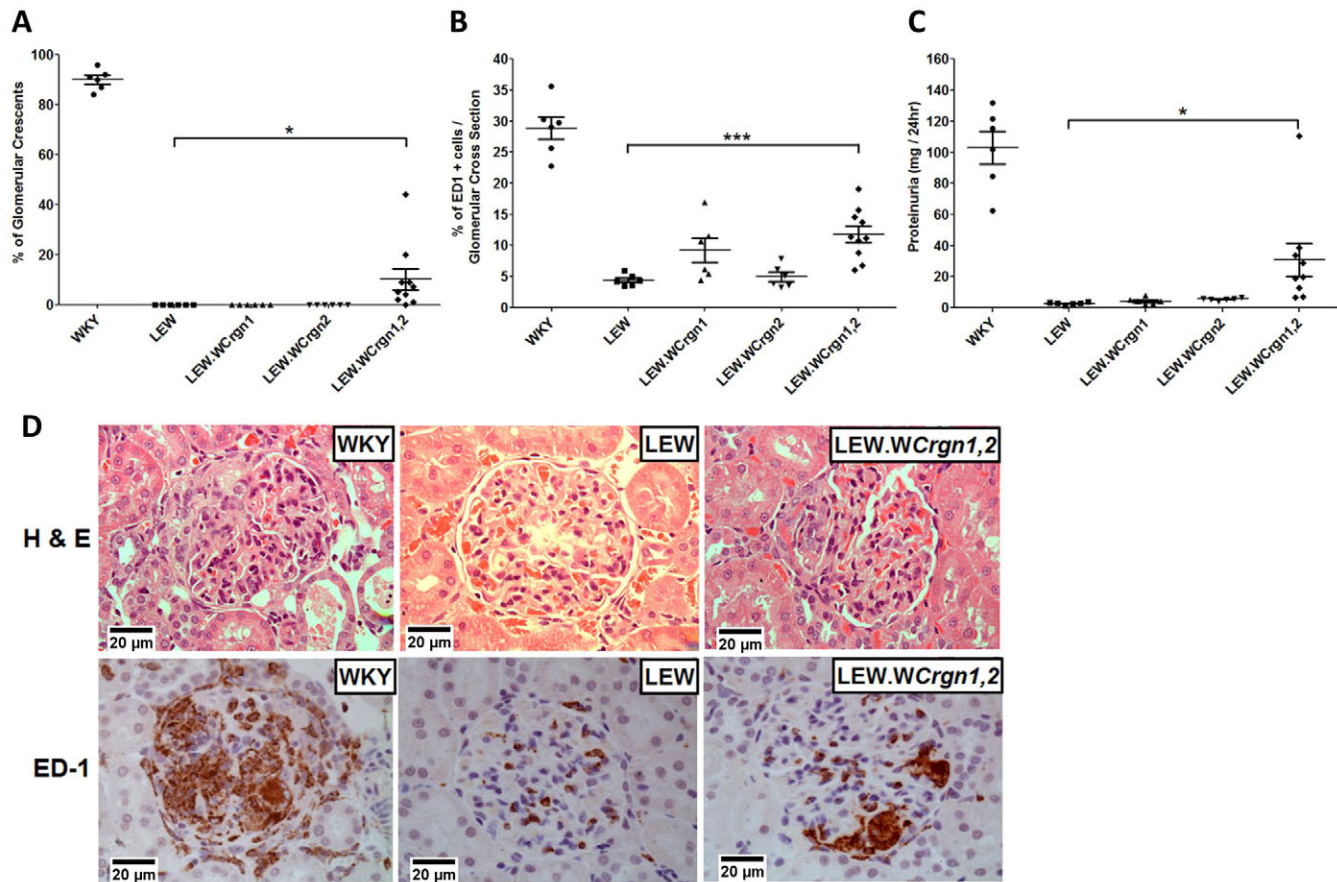 A
% of Glomerular Crescents
100
80
60
40
20
0
*
WKY
LEW
LEW.WCrgn1
LEW.WCrgn2
LEW.WCrgn1,2
B
% of ED1 + cells /
Glomerular Cross Section
40
35
30
25
20
15
10
5
0
***
WKY
LEW
LEW.WCrgn1
LEW.WCrgn2
LEW.WCrgn1,2
C
Proteinuria (mg / 24hr)
160
140
120
100
80
60
40
20
0
*
WKY
LEW
LEW.WCrgn1
LEW.WCrgn2
LEW.WCrgn1,2
D
H & E
WKY
20 µm
LEW
20 µm
LEW.WCrgn1,2
20 µm
ED-1
WKY
20 µm
LEW
20 µm
LEW.WCrgn1,2
20 µm